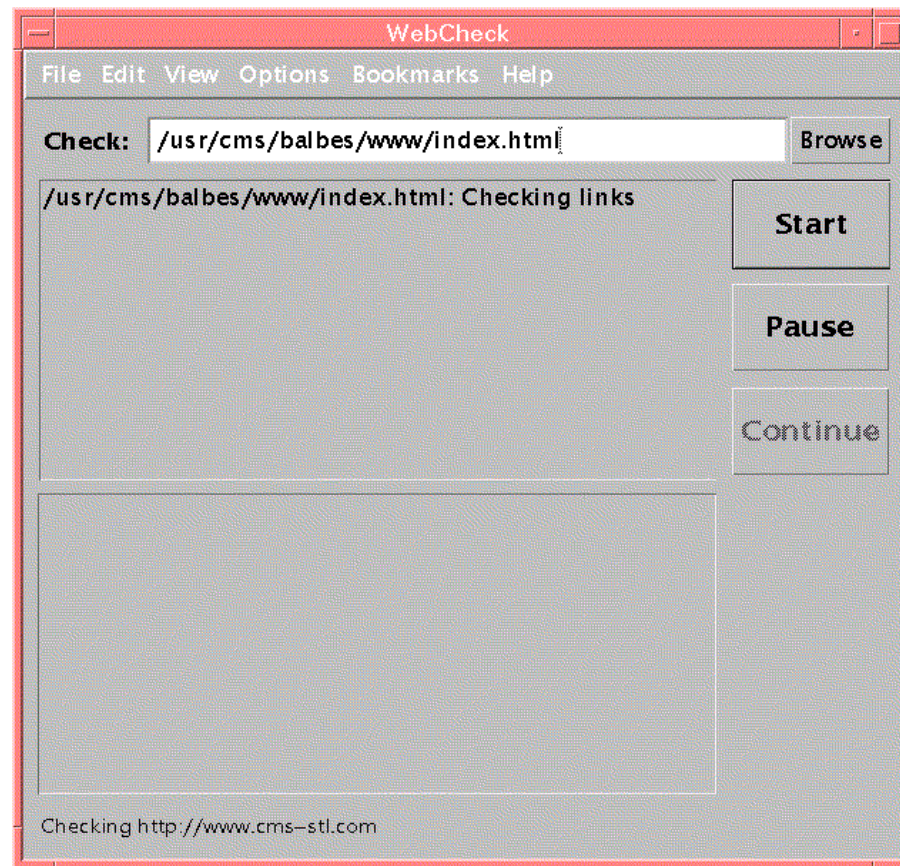 WebCheck
File Edit View Options Bookmarks Help
Check: /usr/cms/balbes/www/index.html Browse
/usr/cms/balbes/www/index.html: Checking links
Start
Pause
Continue
Checking http://www.cms-stl.com